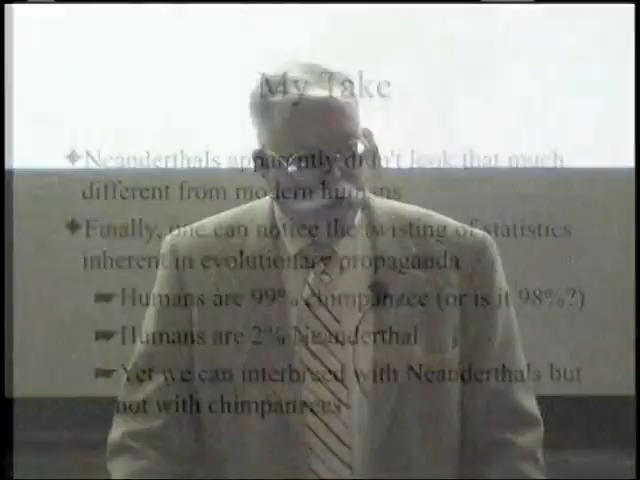 My Take
Neanderthals apparently didn't look that much
different from modern humans
Finally, one can notice the twisting of statistics
inherent in evolutionary propaganda
Humans are 99% chimpanzee (or is it 98%?)
Humans are 2% Neanderthal
Yet we can interbreed with Neanderthals but
not with chimpanzees